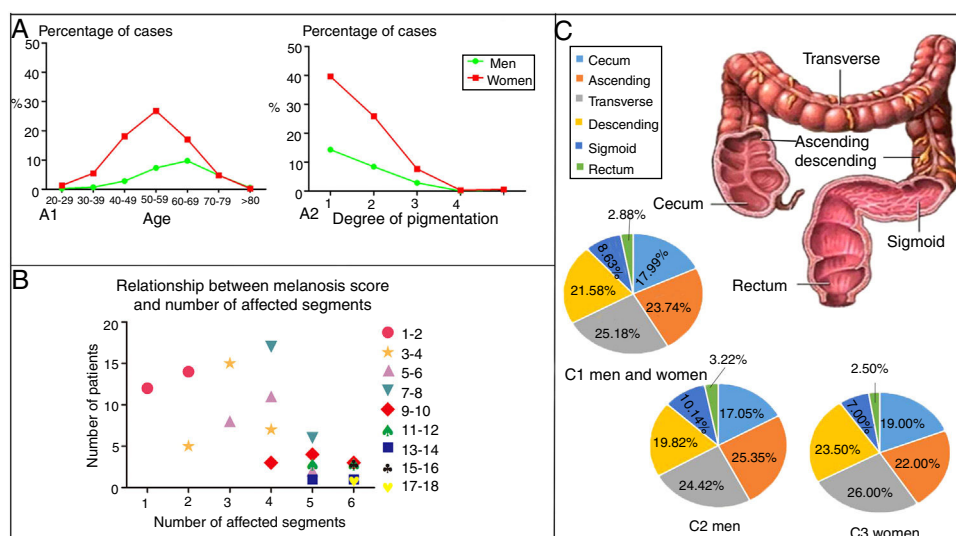 A
Percentage of cases
50
40
%30
20
10
0
20-29 30-39 40-49 50-59 60-69 70-79 >80
A1
Age
Percentage of cases
50
40
30
%
20
10
0
1 2 3 4
A2
Degree of pigmentation
Men
Women
B
Relationship between melanosis score
and number of affected segments
Number of patients
20
15
10
5
0
1 2 3 4 5 6
Number of affected segments
1-2
3-4
5-6
7-8
9-10
11-12
13-14
15-16
17-18
C
Cecum
Ascending
Transverse
Descending
Sigmoid
Rectum
Transverse
Ascending
descending
Cecum
Sigmoid
Rectum
2.88%
8.63%
17.99%
21.58%
23.74%
25.18%
C1 men and women
3.22%
10.14%
17.05%
19.82%
25.35%
24.42%
C2 men
2.50%
7.00%
19.00%
23.50%
22.00%
26.00%
C3 women